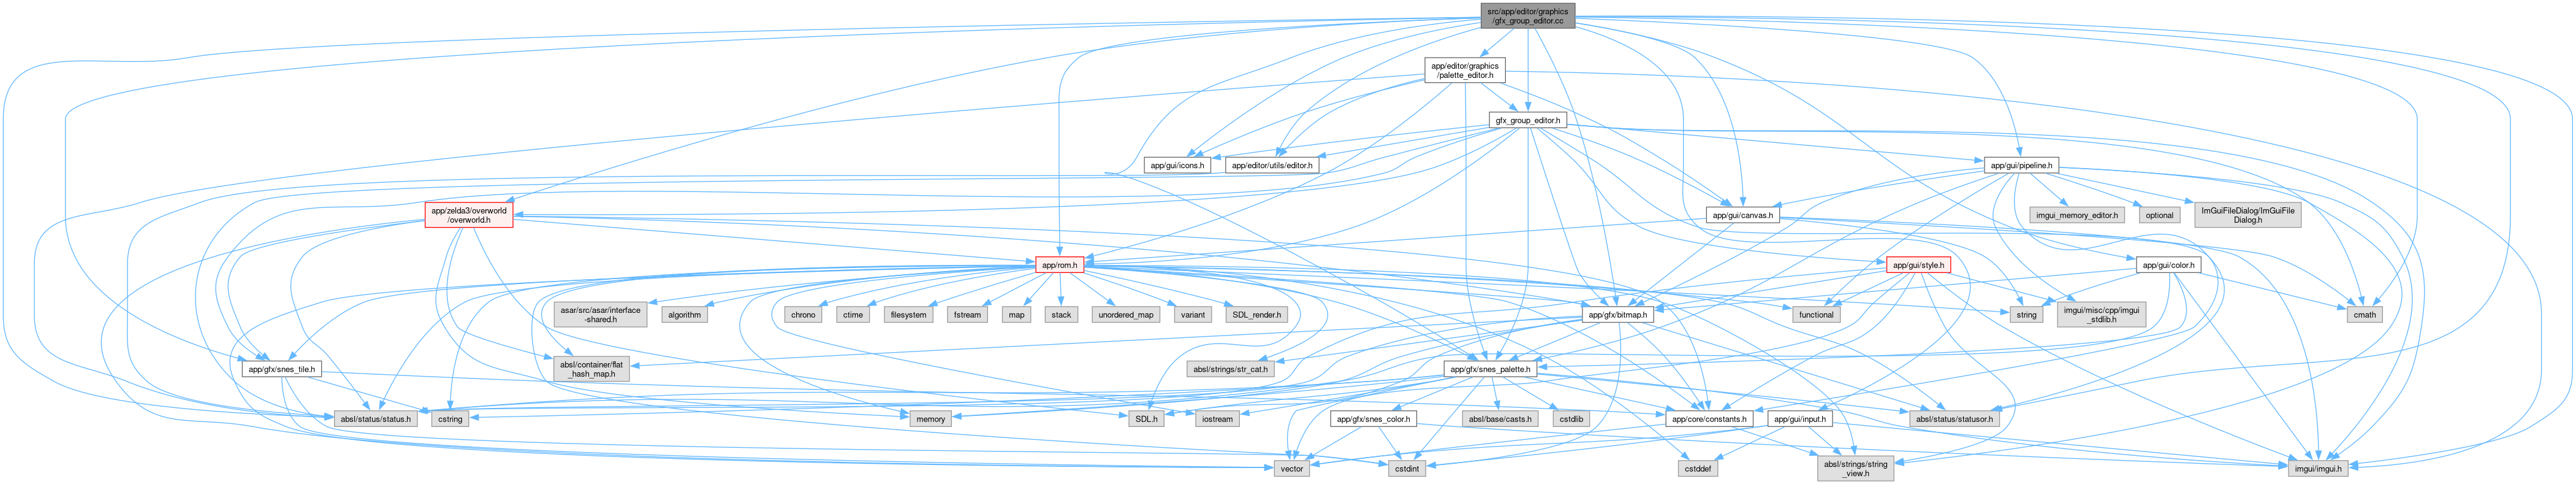 src/app/editor/graphics
/gfx_group_editor.cc
app/editor/graphics
/palette_editor.h
gfx_group_editor.h
app/gui/icons.h
app/editor/utils/editor.h
app/gui/pipeline.h
app/zelda3/overworld
/overworld.h
app/gui/canvas.h
imgui_memory_editor.h
optional
ImGuiFileDialog/ImGuiFile
Dialog.h
app/rom.h
app/gui/style.h
app/gui/color.h
asar/src/asar/interface
-shared.h
algorithm
chrono
ctime
filesystem
fstream
map
stack
unordered_map
variant
SDL_render.h
app/gfx/bitmap.h
functional
string
imgui/misc/cpp/imgui
_stdlib.h
cmath
app/gfx/snes_tile.h
absl/container/flat
_hash_map.h
absl/strings/str_cat.h
app/gfx/snes_palette.h
absl/status/status.h
cstring
memory
SDL.h
iostream
app/gfx/snes_color.h
absl/base/casts.h
cstdlib
app/core/constants.h
app/gui/input.h
absl/status/statusor.h
vector
cstdint
cstddef
absl/strings/string
_view.h
imgui/imgui.h